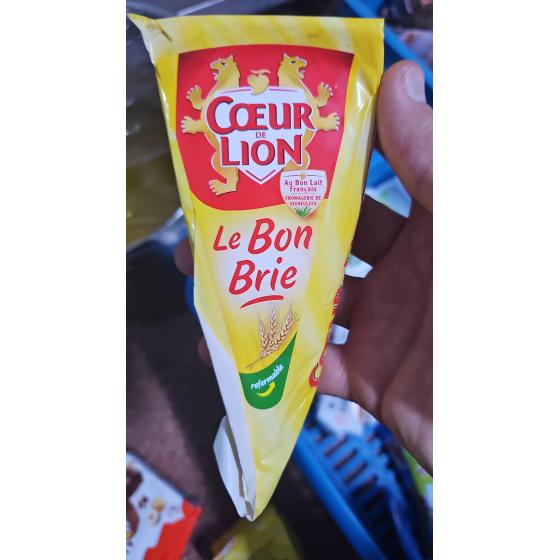 CŒUR
DE
LION
Au Bon Lait
Français
FROMAGERIE DE
VIGNEULLES
Le Bon
Brie
refermable